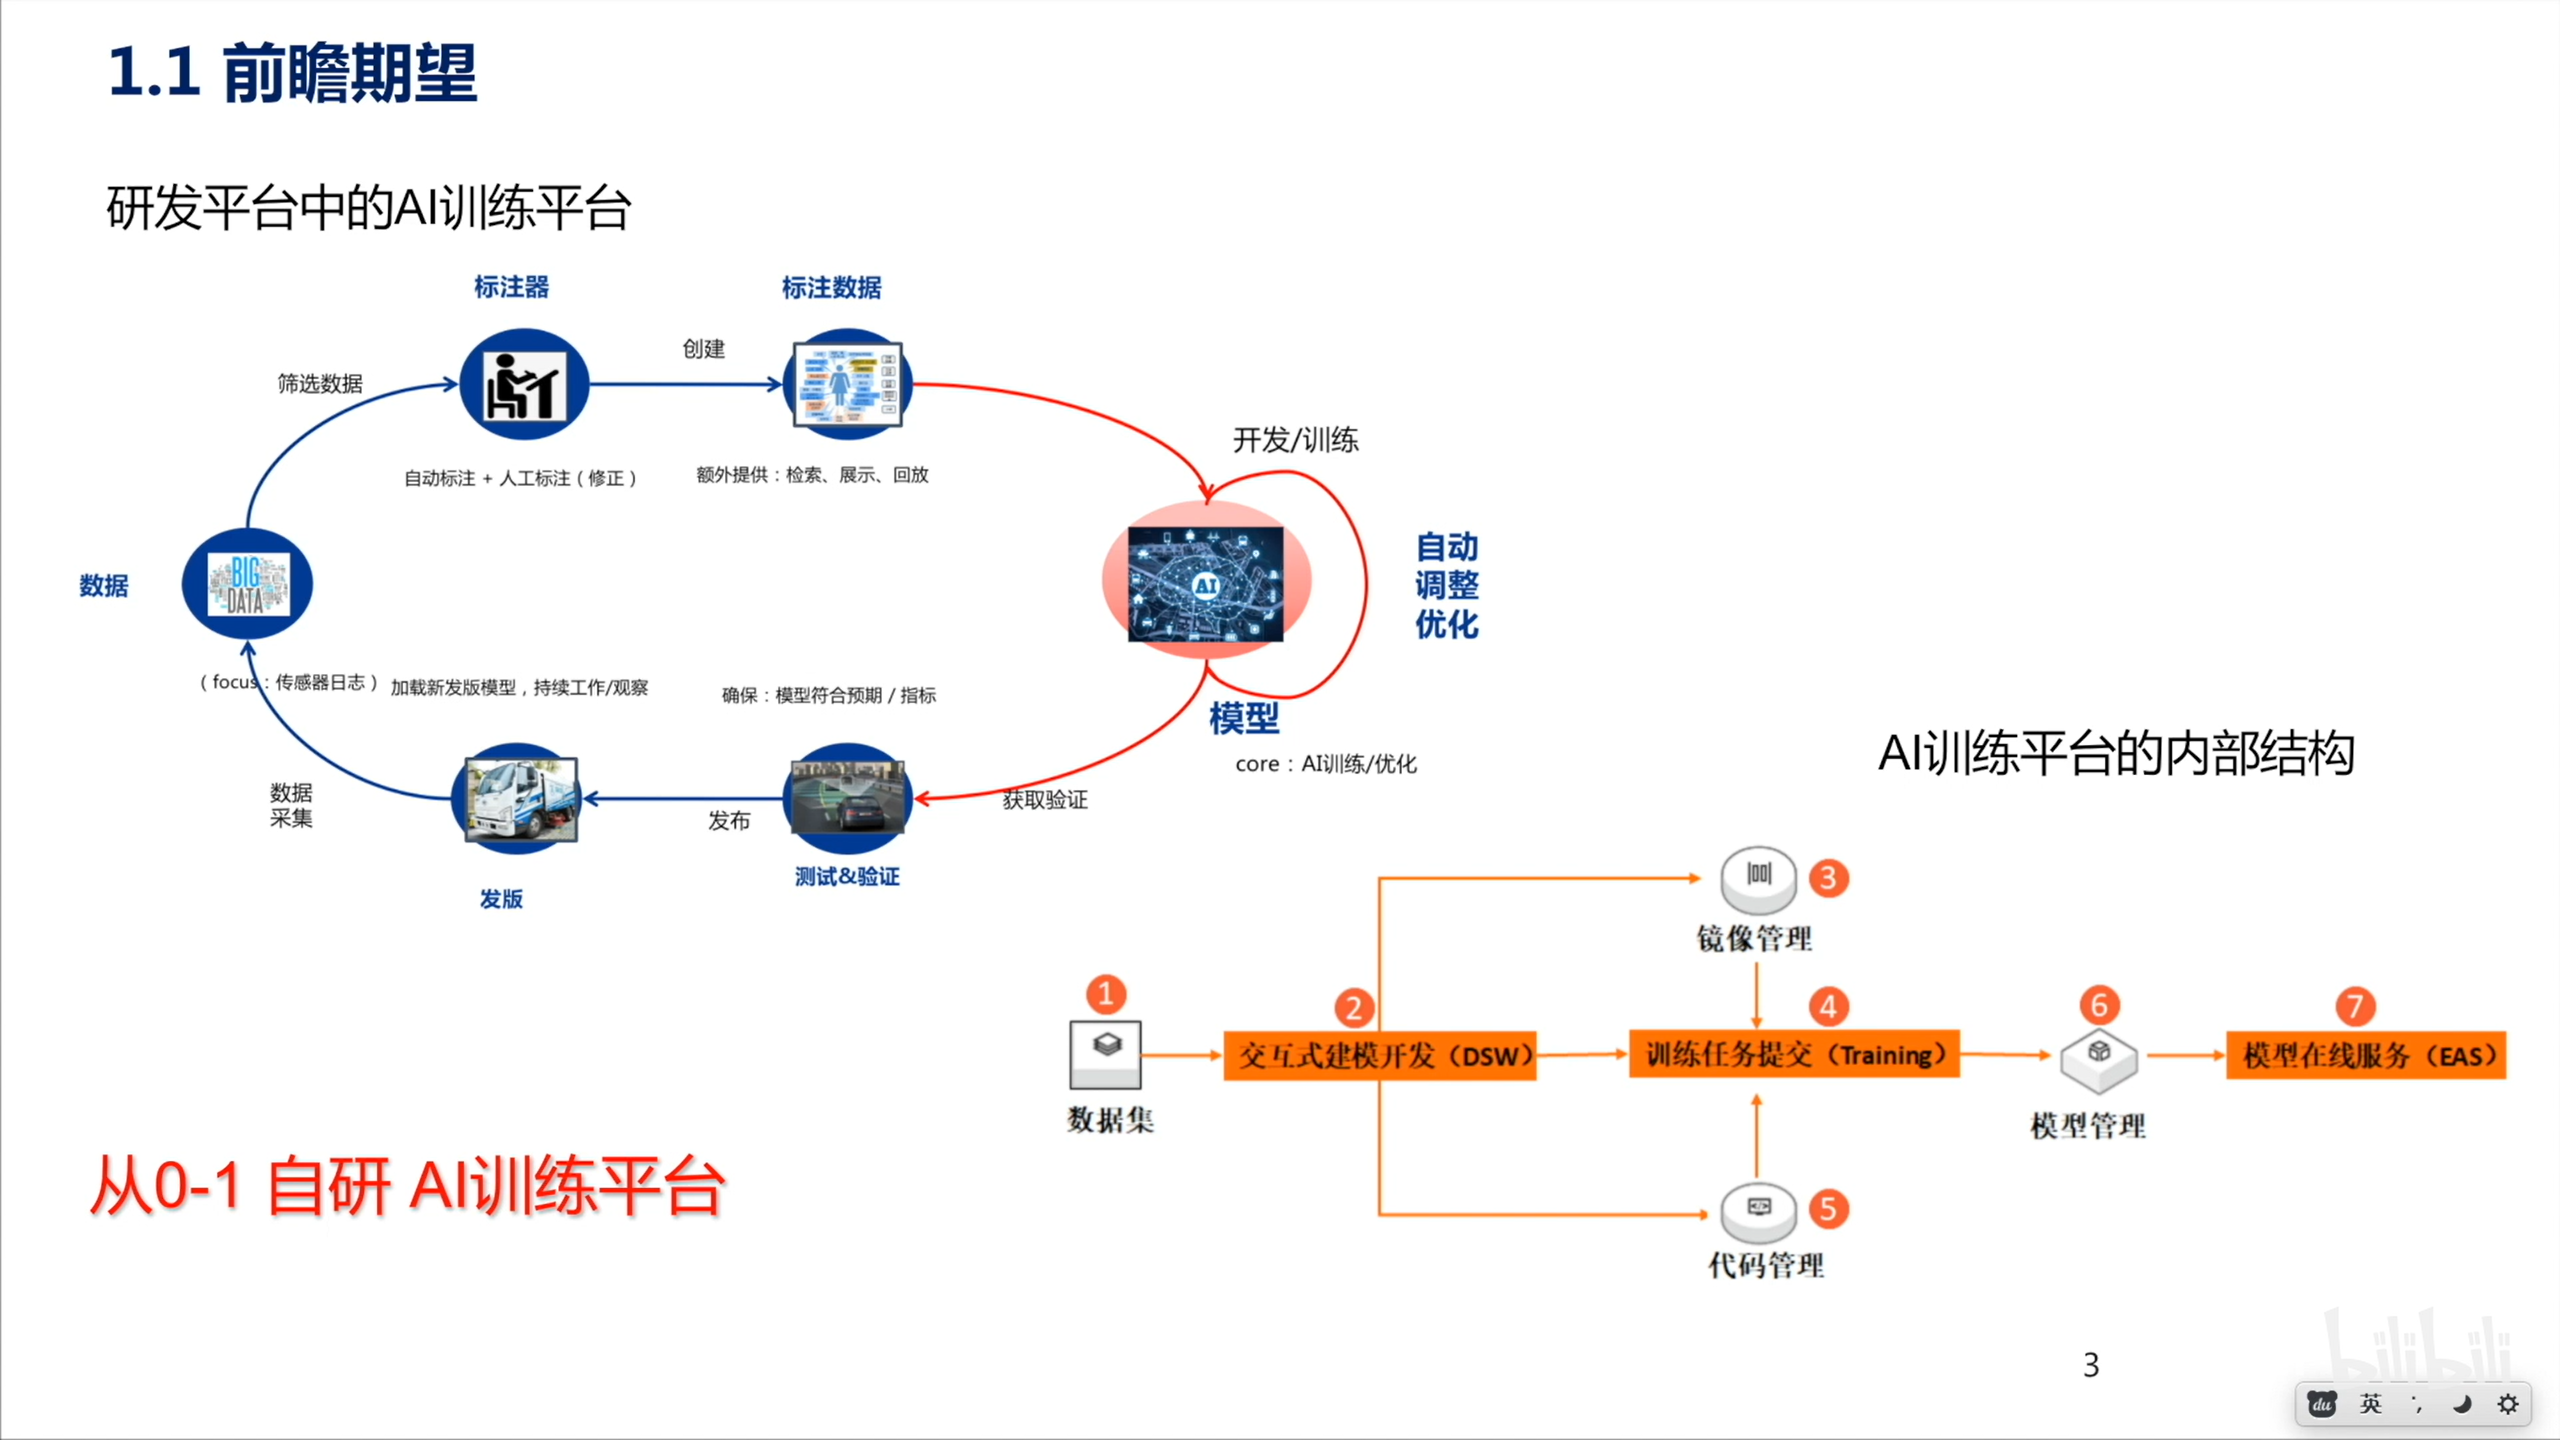 1.1 前瞻期望
研发平台中的AI训练平台
标注器
标注数据
筛选数据
创建
自动标注 + 人工标注（修正）
额外提供：检索、展示、回放
开发/训练
数据
BIG
DATA
AI
自动
调整
优化
（focus：传感器日志）
加载新发版模型，持续工作/观察
确保：模型符合预期 / 指标
模型
core：AI训练/优化
数据
采集
发布
获取验证
发版
测试&验证
AI训练平台的内部结构
3
镜像管理
1
2
4
6
7
交互式建模开发（DSW）
训练任务提交（Training）
模型在线服务（EAS）
数据集
模型管理
5
代码管理
从0-1 自研 AI训练平台
bilibili
3
du 英